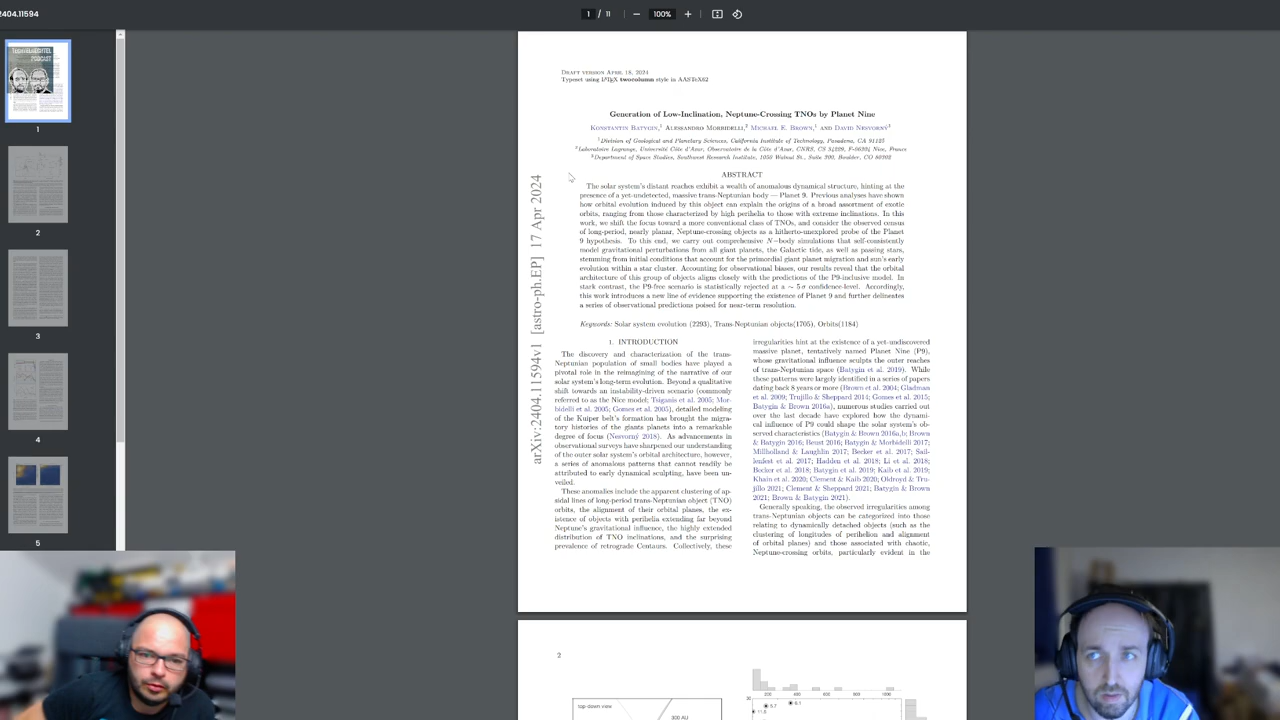 2404.11594
1 / 11
100%
TODO
PODCAST
1
2
3
4
5
arXiv:2404.11594v1 [astro-ph.EP] 17 Apr 2024
Draft version April 18, 2024
Typeset using LATEX twocolumn style in AASTeX62
Generation of Low-Inclination, Neptune-Crossing TNOs by Planet Nine
Konstantin Batygin,1 Alessandro Morbidelli,2 Michael E. Brown,1 and David Nesvorný3
1Division of Geological and Planetary Sciences, California Institute of Technology, Pasadena, CA 91125
2Laboratoire Lagrange, Université Côte d'Azur, Observatoire de la Côte d'Azur, CNRS, CS 34229, F-06304 Nice, France
3Department of Space Studies, Southwest Research Institute, 1050 Walnut St., Suite 300, Boulder, CO 80302
ABSTRACT
The solar system's distant reaches exhibit a wealth of anomalous dynamical structure, hinting at the
presence of a yet-undetected, massive trans-Neptunian body — Planet 9. Previous analyses have shown
how orbital evolution induced by this object can explain the origins of a broad assortment of exotic
orbits, ranging from those characterized by high perihelia to those with extreme inclinations. In this
work, we shift the focus toward a more conventional class of TNOs, and consider the observed census
of long-period, nearly planar, Neptune-crossing objects as a hitherto-unexplored probe of the Planet
9 hypothesis. To this end, we carry out comprehensive N−body simulations that self-consistently
model gravitational perturbations from all giant planets, the Galactic tide, as well as passing stars,
stemming from initial conditions that account for the primordial giant planet migration and sun's early
evolution within a star cluster. Accounting for observational biases, our results reveal that the orbital
architecture of this group of objects aligns closely with the predictions of the P9-inclusive model. In
stark contrast, the P9-free scenario is statistically rejected at a ∼ 5 σ confidence-level. Accordingly,
this work introduces a new line of evidence supporting the existence of Planet 9 and further delineates
a series of observational predictions poised for near-term resolution.
Keywords: Solar system evolution (2293), Trans-Neptunian objects(1705), Orbits(1184)
1. INTRODUCTION
The discovery and characterization of the trans-
Neptunian population of small bodies have played a
pivotal role in the reimagining of the narrative of our
solar system's long-term evolution. Beyond a qualitative
shift towards an instability-driven scenario (commonly
referred to as the Nice model; Tsiganis et al. 2005; Mor-
bidelli et al. 2005; Gomes et al. 2005), detailed modeling
of the Kuiper belt's formation has brought the migra-
tory histories of the giants planets into a remarkable
degree of focus (Nesvorný 2018). As advancements in
observational surveys have sharpened our understanding
of the outer solar system's orbital architecture, however,
a series of anomalous patterns that cannot readily be
attributed to early dynamical sculpting, have been un-
veiled.
These anomalies include the apparent clustering of ap-
sidal lines of long-period trans-Neptunian object (TNO)
orbits, the alignment of their orbital planes, the ex-
istence of objects with perihelia extending far beyond
Neptune's gravitational influence, the highly extended
distribution of TNO inclinations, and the surprising
prevalence of retrograde Centaurs. Collectively, these
irregularities hint at the existence of a yet-undiscovered
massive planet, tentatively named Planet Nine (P9),
whose gravitational influence sculpts the outer reaches
of trans-Neptunian space (Batygin et al. 2019). While
these patterns were largely identified in a series of papers
dating back 8 years or more (Brown et al. 2004; Gladman
et al. 2009; Trujillo & Sheppard 2014; Gomes et al. 2015;
Batygin & Brown 2016a), numerous studies carried out
over the last decade have explored how the dynami-
cal influence of P9 could shape the solar system's ob-
served characteristics (Batygin & Brown 2016a,b; Brown
& Batygin 2016; Beust 2016; Batygin & Morbidelli 2017;
Millholland & Laughlin 2017; Becker et al. 2017; Sail-
lenfest et al. 2017; Hadden et al. 2018; Li et al. 2018;
Becker et al. 2018; Batygin et al. 2019; Kaib et al. 2019;
Khain et al. 2020; Clement & Kaib 2020; Oldroyd & Tru-
jillo 2021; Clement & Sheppard 2021; Batygin & Brown
2021; Brown & Batygin 2021).
Generally speaking, the observed irregularities among
trans-Neptunian objects can be categorized into those
relating to dynamically detached objects (such as the
clustering of longitudes of perihelion and alignment
of orbital planes) and those associated with chaotic,
Neptune-crossing orbits, particularly evident in the
2
top-down view
300 AU
200 400 600 800 1000
30
11.5
5.7
6.1